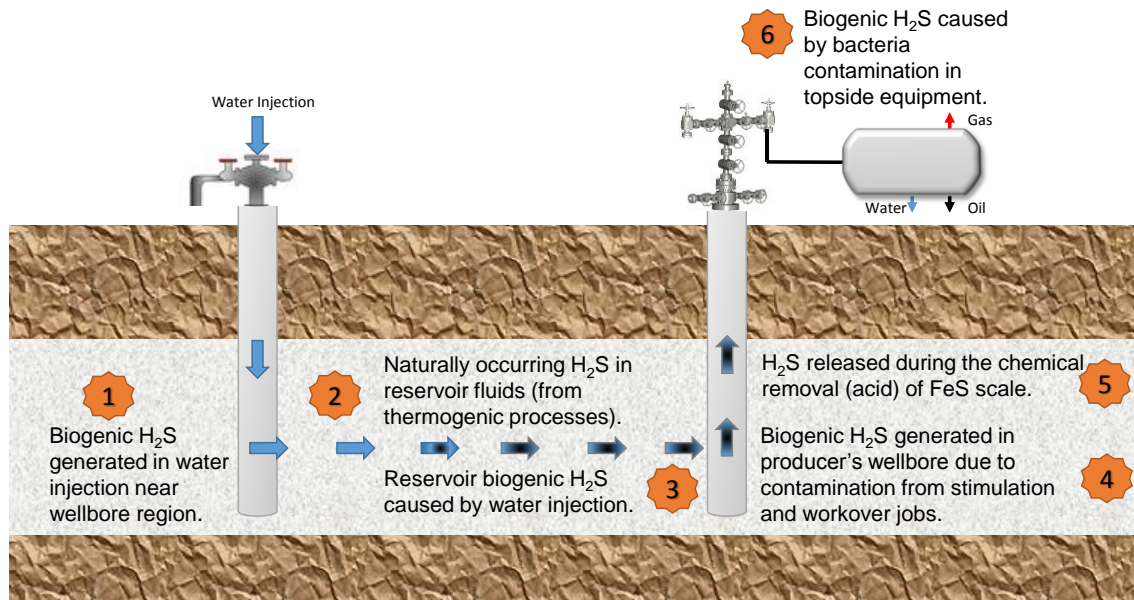 6
Biogenic H₂S caused
by bacteria
contamination in
topside equipment.
Water Injection
Gas
Water
Oil
1
Biogenic H₂S
generated in water
injection near
wellbore region.
2
Naturally occurring H₂S in
reservoir fluids (from
thermogenic processes).
Reservoir biogenic H₂S
caused by water injection.
3
H₂S released during the chemical
removal (acid) of FeS scale.
5
Biogenic H₂S generated in
producer’s wellbore due to
contamination from stimulation
and workover jobs.
4